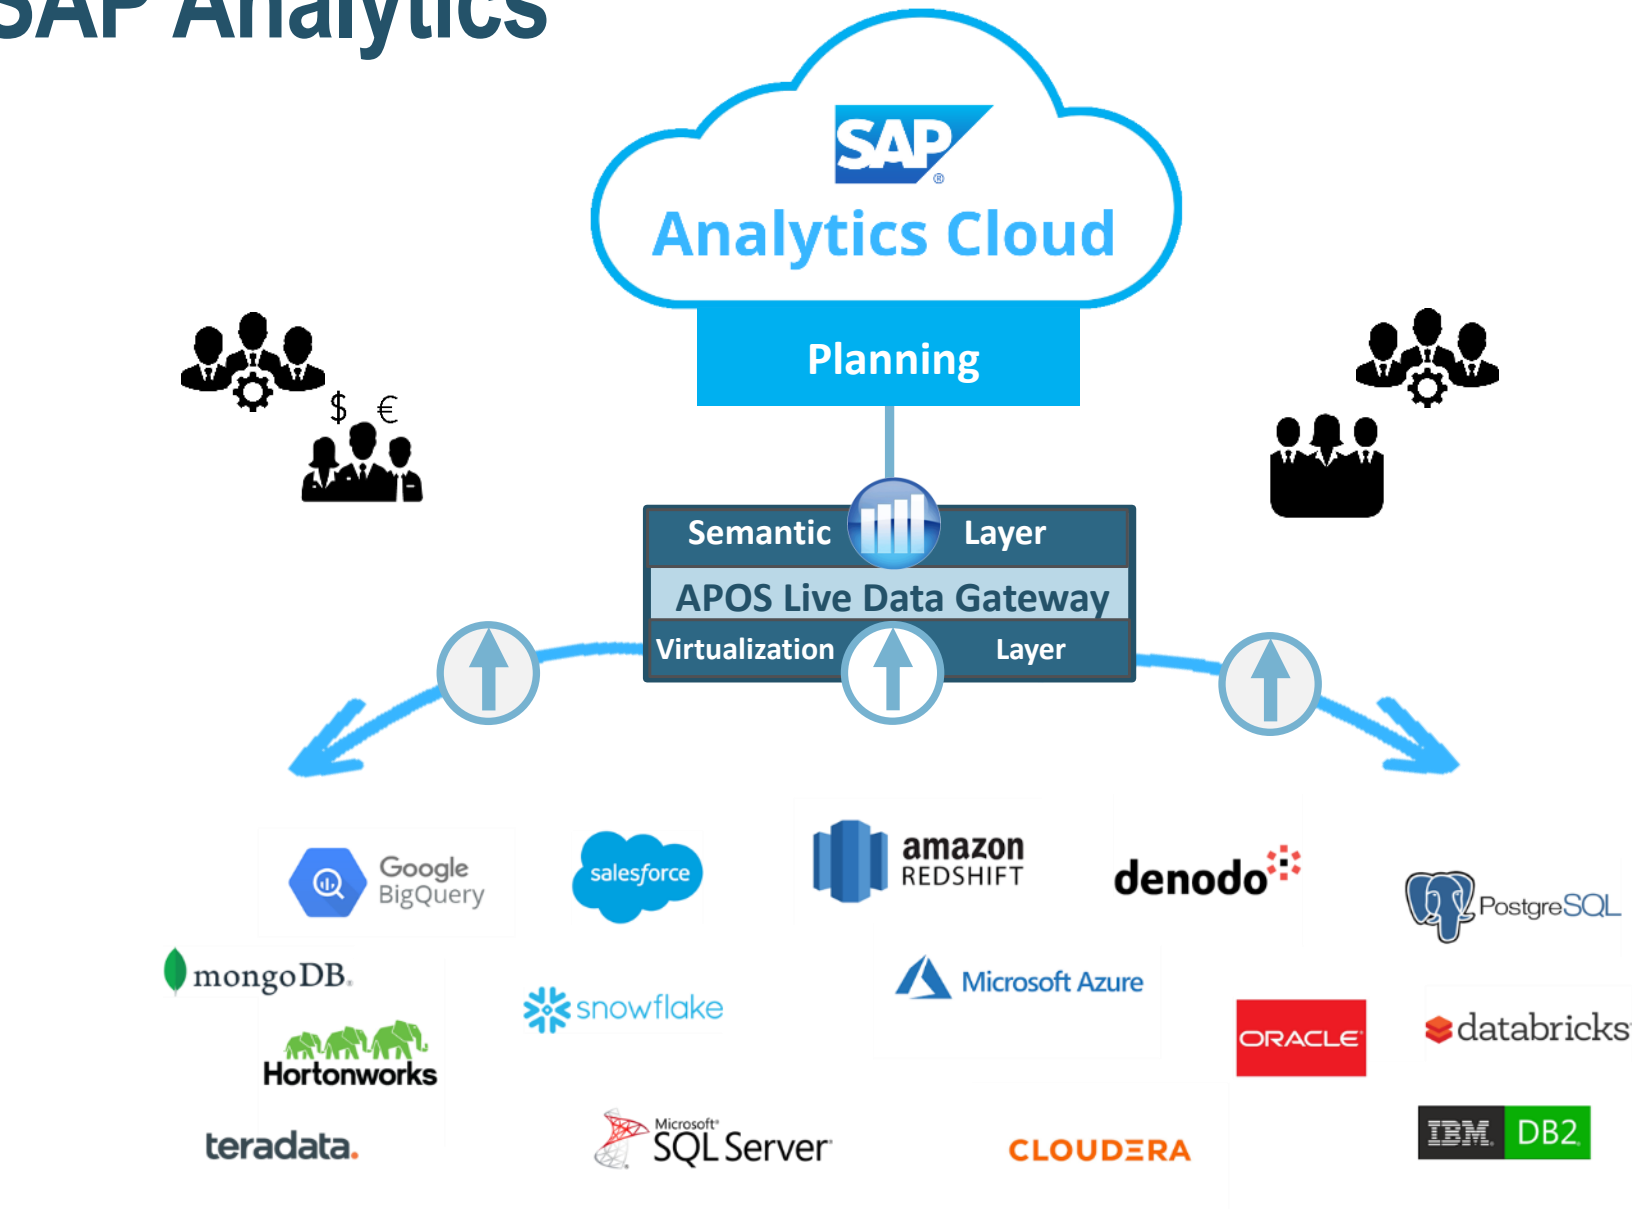 SAP Analytics
SAP
®
Analytics Cloud
Planning
$ €
Semantic Layer
APOS Live Data Gateway
Virtualization Layer
Google
BigQuery
salesforce
amazon
REDSHIFT
denodo
PostgreSQL
mongoDB.
snowflake
Microsoft Azure
ORACLE
databricks
Hortonworks
teradata.
Microsoft
SQL Server
CLOUDERA
IBM. DB2.